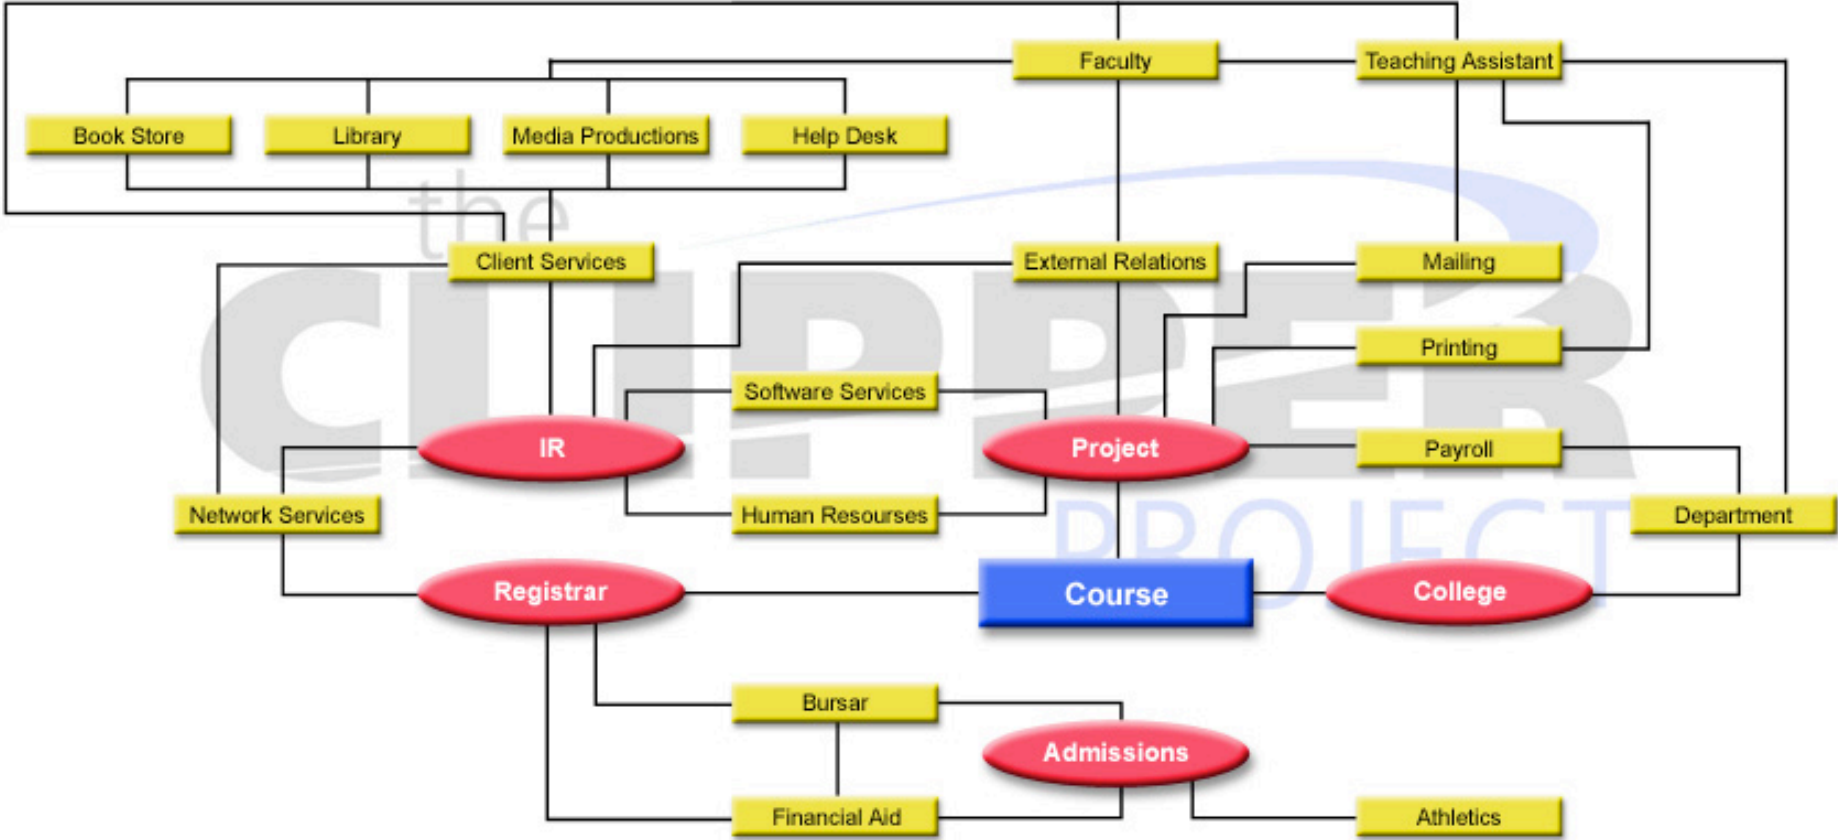 Faculty
Teaching Assistant
Book Store
Library
Media Productions
Help Desk
the
Client Services
External Relations
Mailing
CLIPPER
Printing
Software Services
IR
Project
Payroll
Network Services
Human Resourses
PROJECT
Department
Registrar
Course
College
Bursar
Admissions
Financial Aid
Athletics